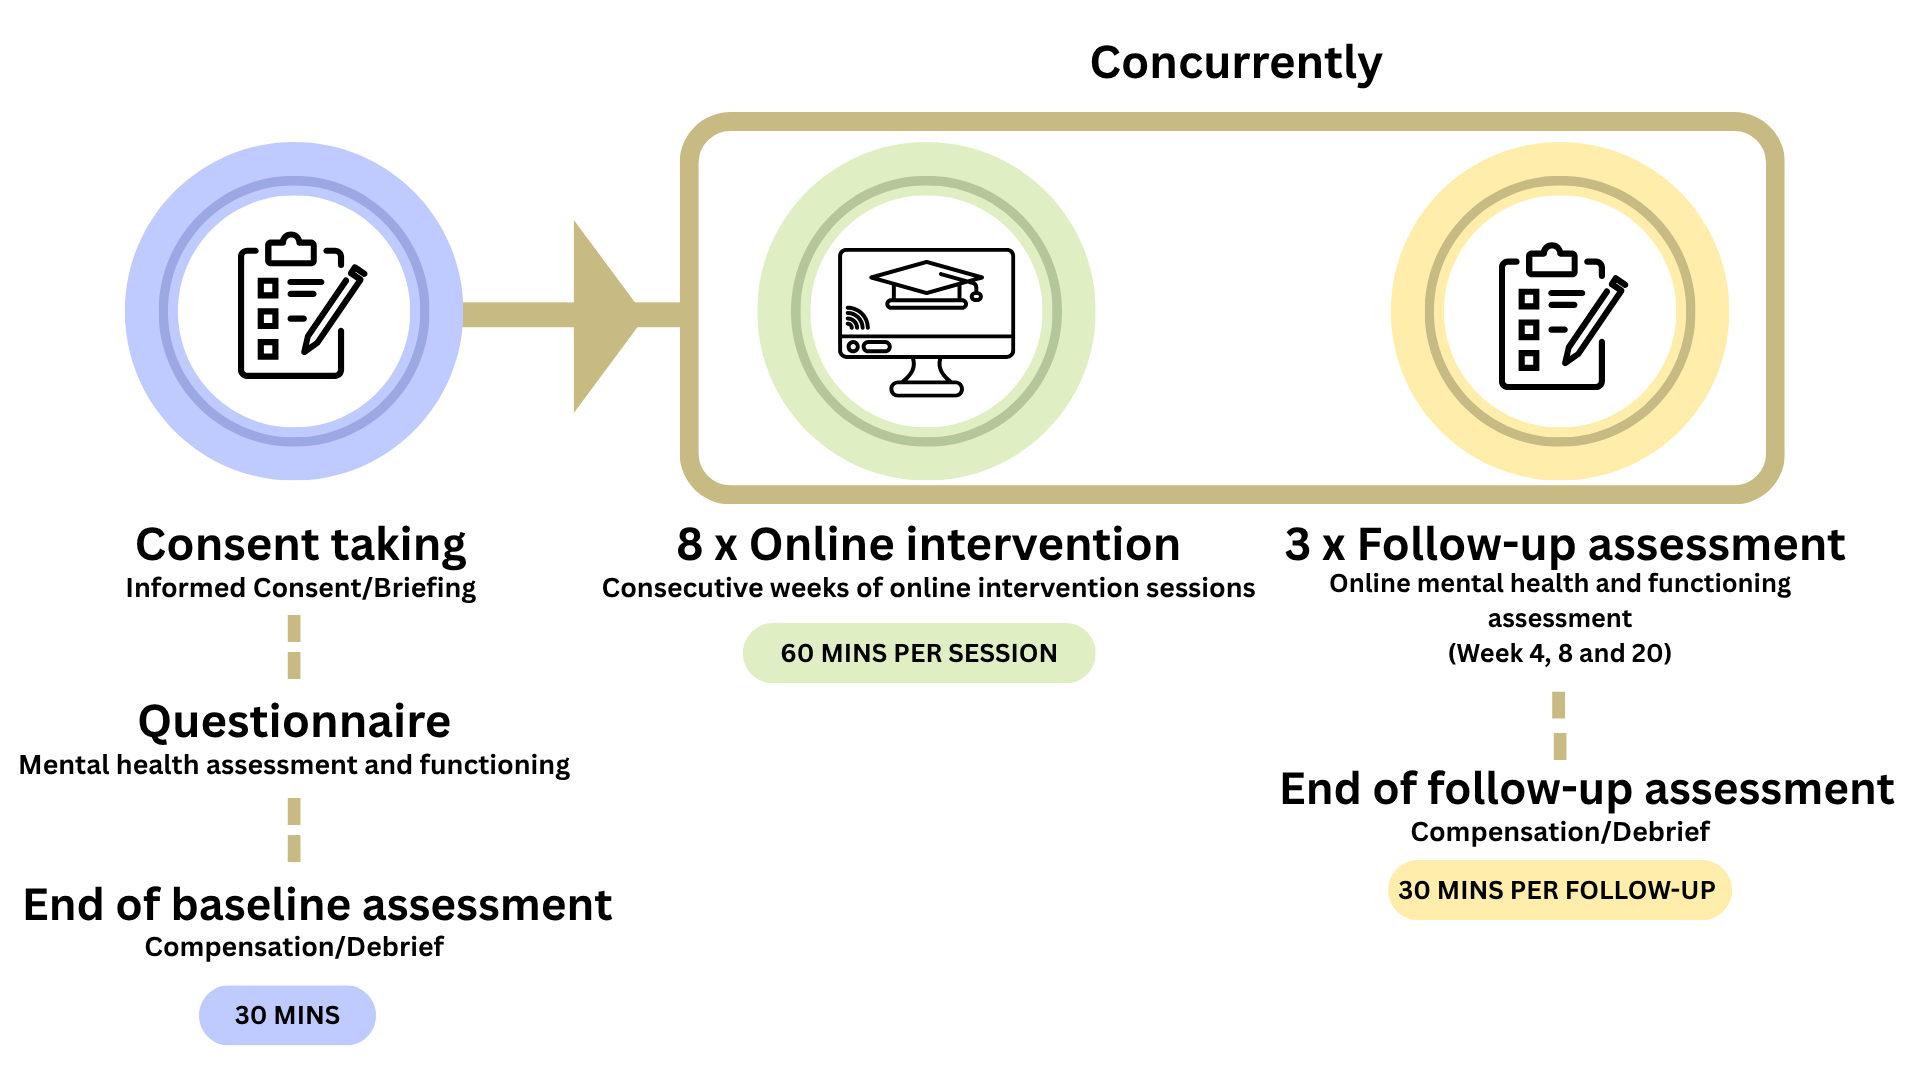 Concurrently
Consent taking
Informed Consent/Briefing
Questionnaire
Mental health assessment and functioning
End of baseline assessment
Compensation/Debrief
30 MINS
8 x Online intervention
Consecutive weeks of online intervention sessions
60 MINS PER SESSION
3 x Follow-up assessment
Online mental health and functioning
assessment
(Week 4, 8 and 20)
End of follow-up assessment
Compensation/Debrief
30 MINS PER FOLLOW-UP